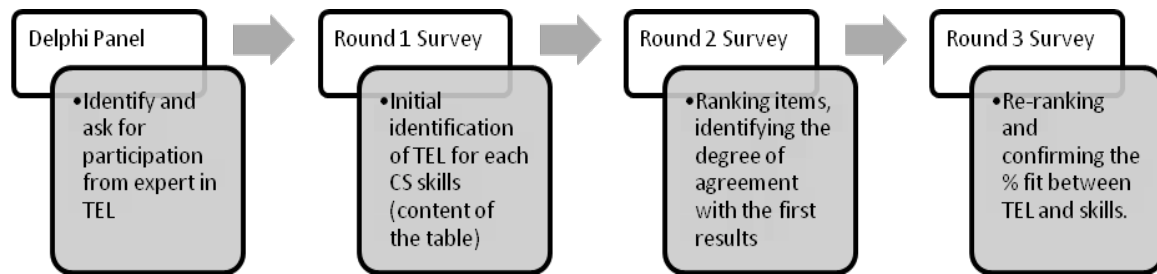 Delphi Panel
•Identify and
ask for
participation
from expert in
TEL
Round 1 Survey
•Initial
identification
of TEL for each
CS skills
(content of
the table)
Round 2 Survey
•Ranking items,
identifying the
degree of
agreement
with the first
results
Round 3 Survey
•Re-ranking
and
confirming the
% fit between
TEL and skills.